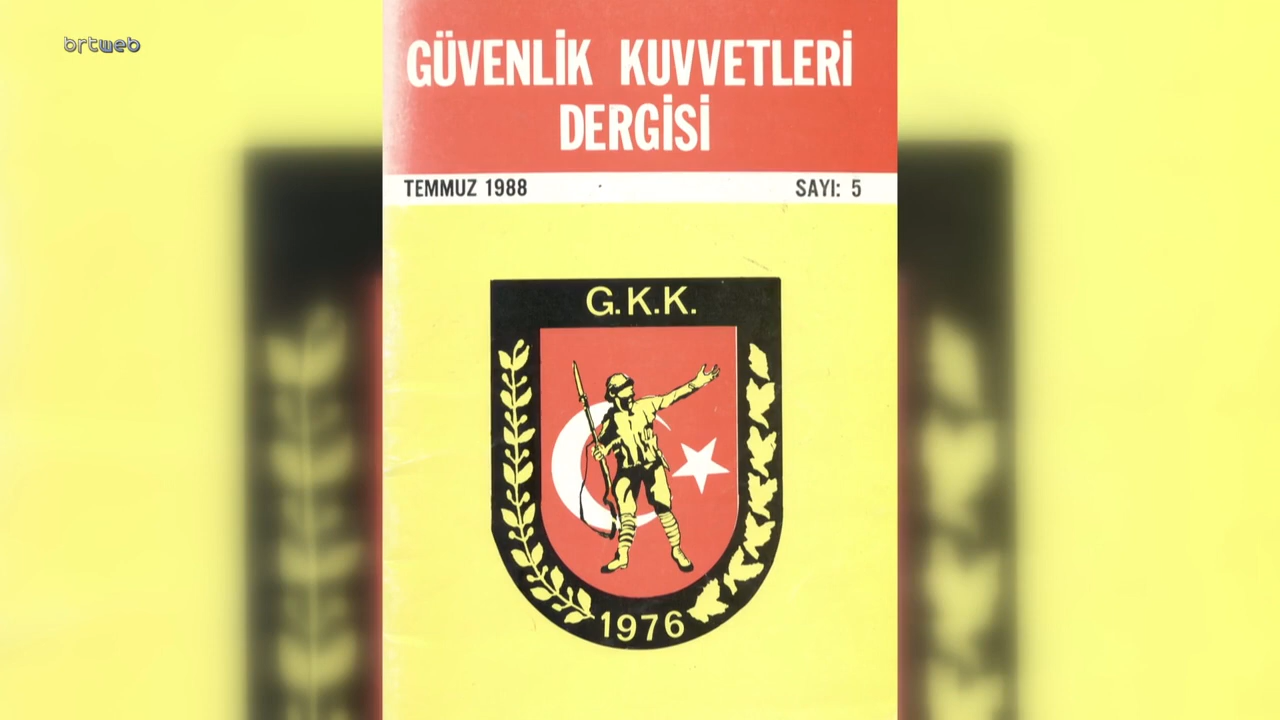 brtweb
GÜVENLİK KUVVETLERİ
DERGİSİ
TEMMUZ 1988 SAYI: 5
G.K.K.
1976